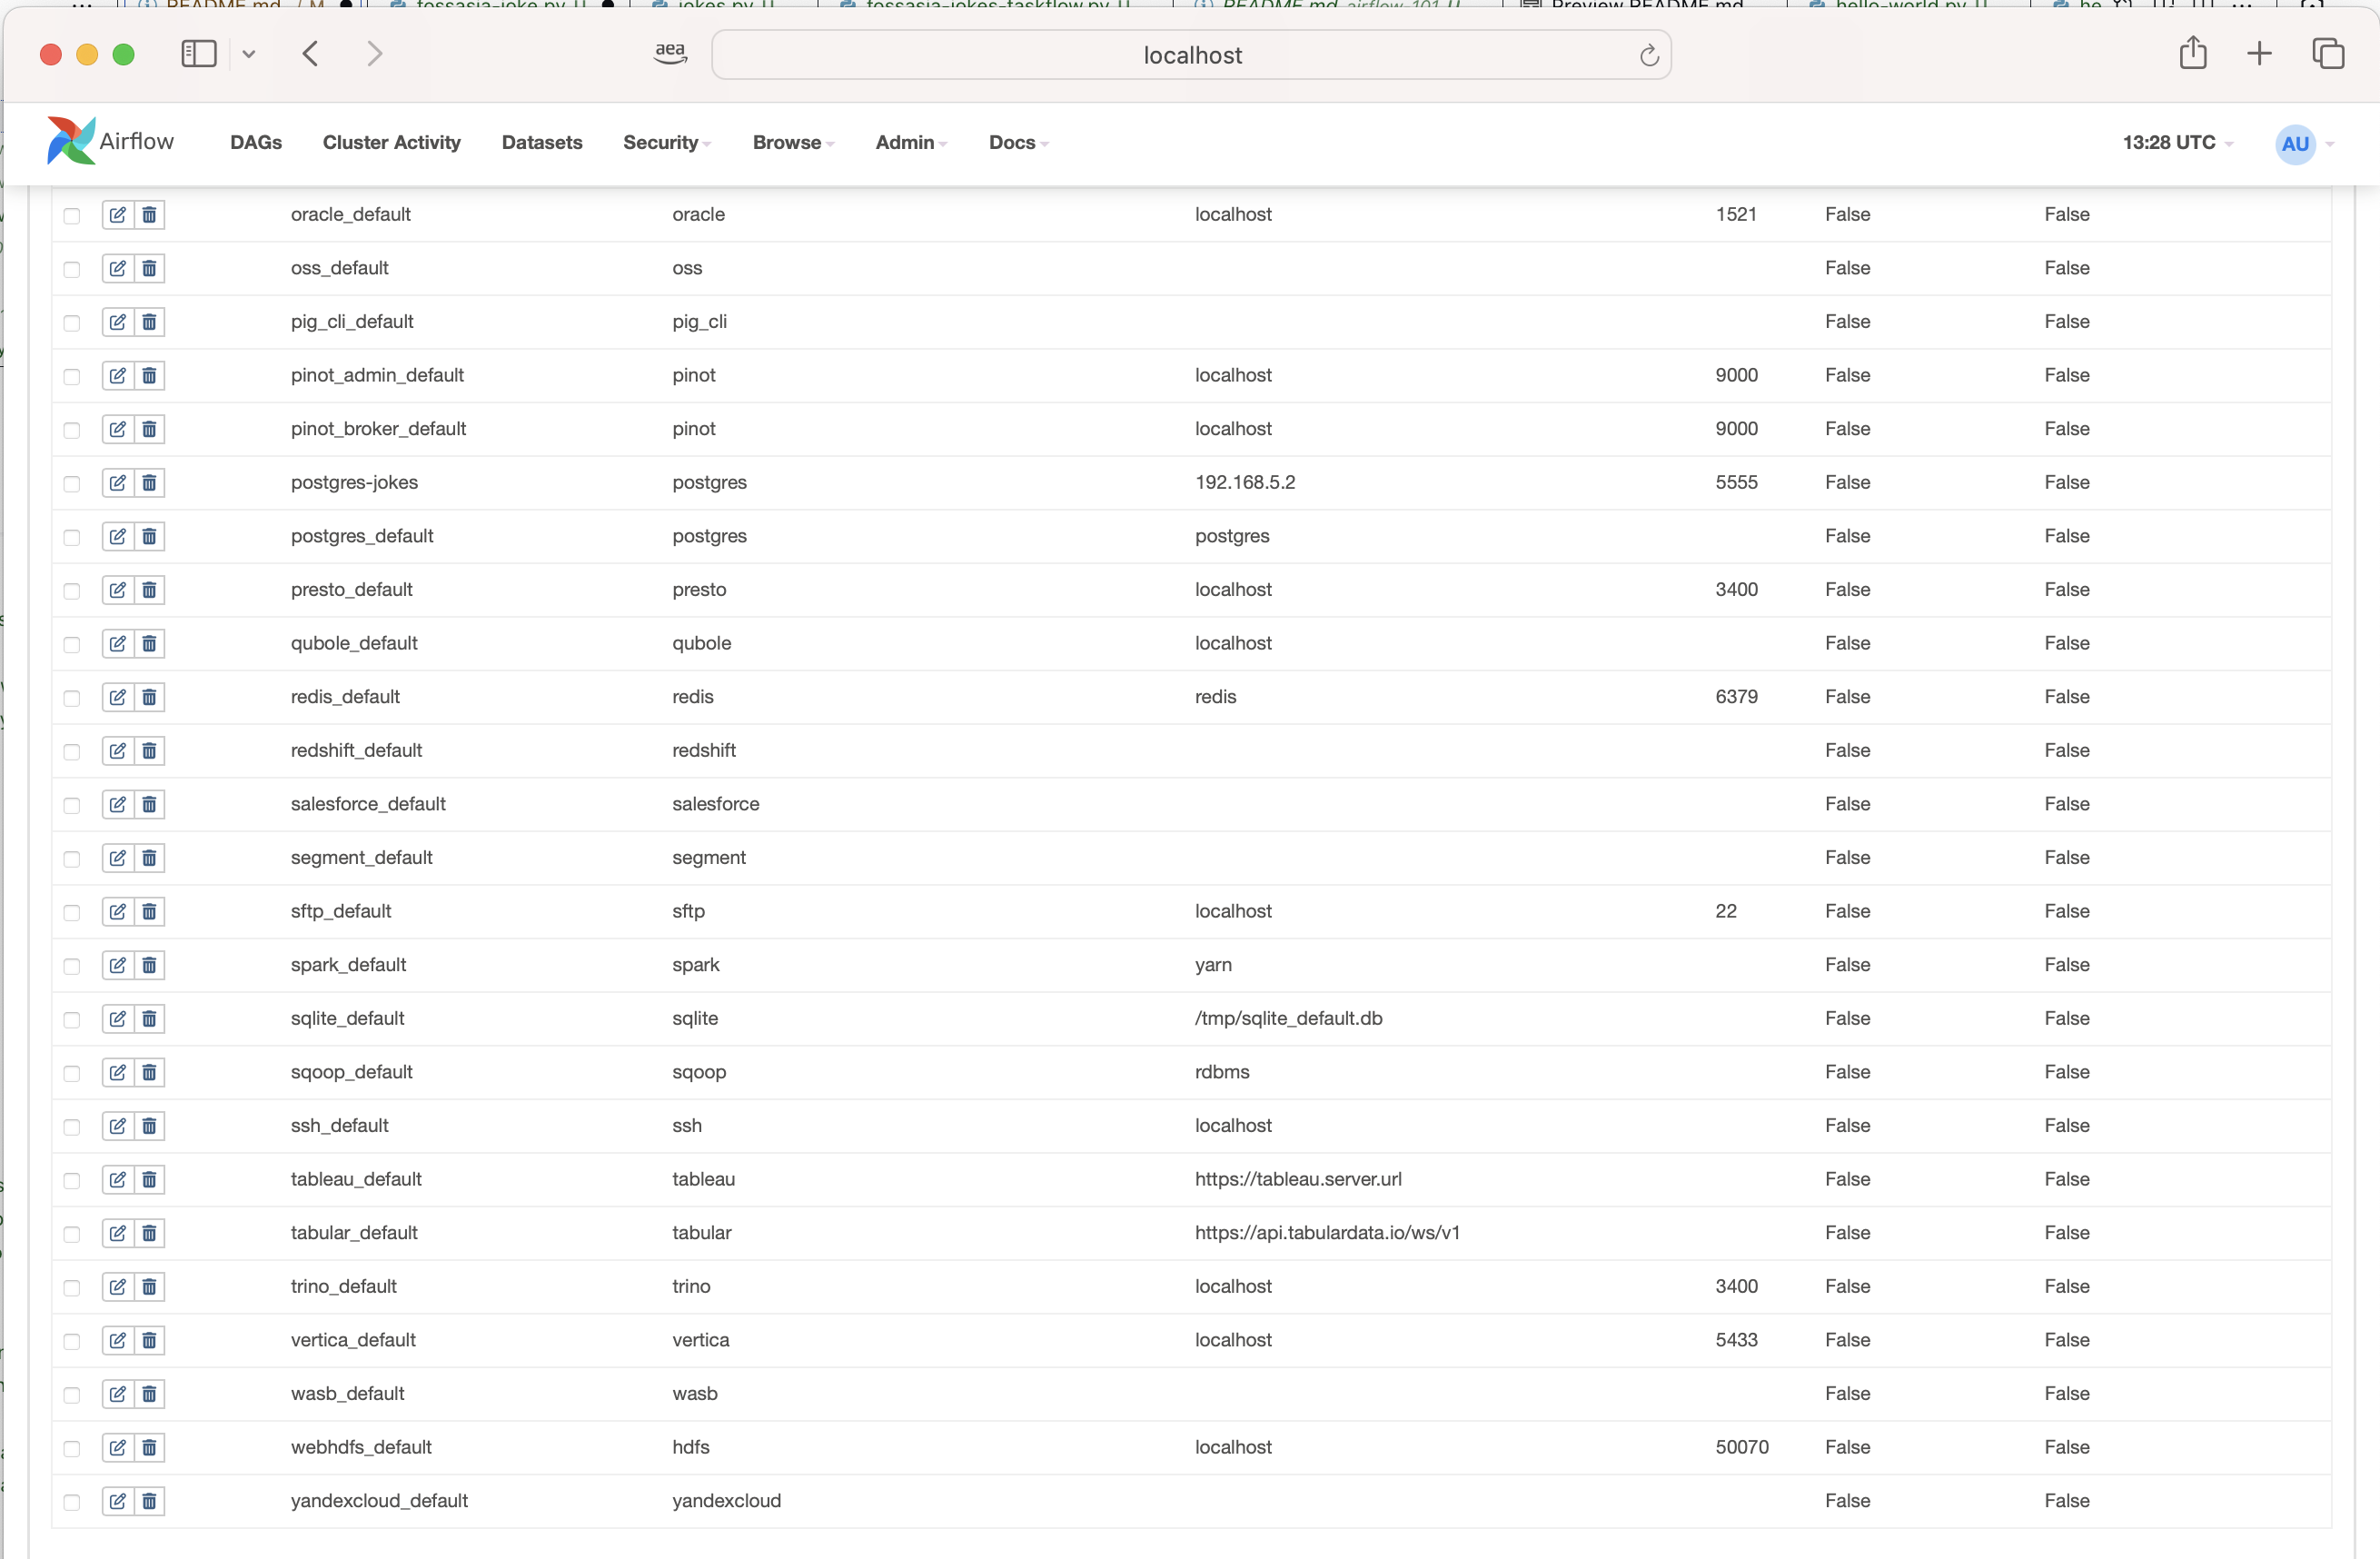 README.md
jokes.py U
README.md airflow-101 U
Preview README.md
hello-world.py U
aea localhost
Airflow DAGs Cluster Activity Datasets Security Browse Admin Docs 13:28 UTC AU
oracle_default oracle localhost 1521 False False
oss_default oss False False
pig_cli_default pig_cli False False
pinot_admin_default pinot localhost 9000 False False
pinot_broker_default pinot localhost 9000 False False
postgres-jokes postgres 192.168.5.2 5555 False False
postgres_default postgres postgres False False
presto_default presto localhost 3400 False False
qubole_default qubole localhost False False
redis_default redis redis 6379 False False
redshift_default redshift False False
salesforce_default salesforce False False
segment_default segment False False
sftp_default sftp localhost 22 False False
spark_default spark yarn False False
sqlite_default sqlite /tmp/sqlite_default.db False False
sqoop_default sqoop rdbms False False
ssh_default ssh localhost False False
tableau_default tableau https://tableau.server.url False False
tabular_default tabular https://api.tabulardata.io/ws/v1 False False
trino_default trino localhost 3400 False False
vertica_default vertica localhost 5433 False False
wasb_default wasb False False
webhdfs_default hdfs localhost 50070 False False
yandexcloud_default yandexcloud False False